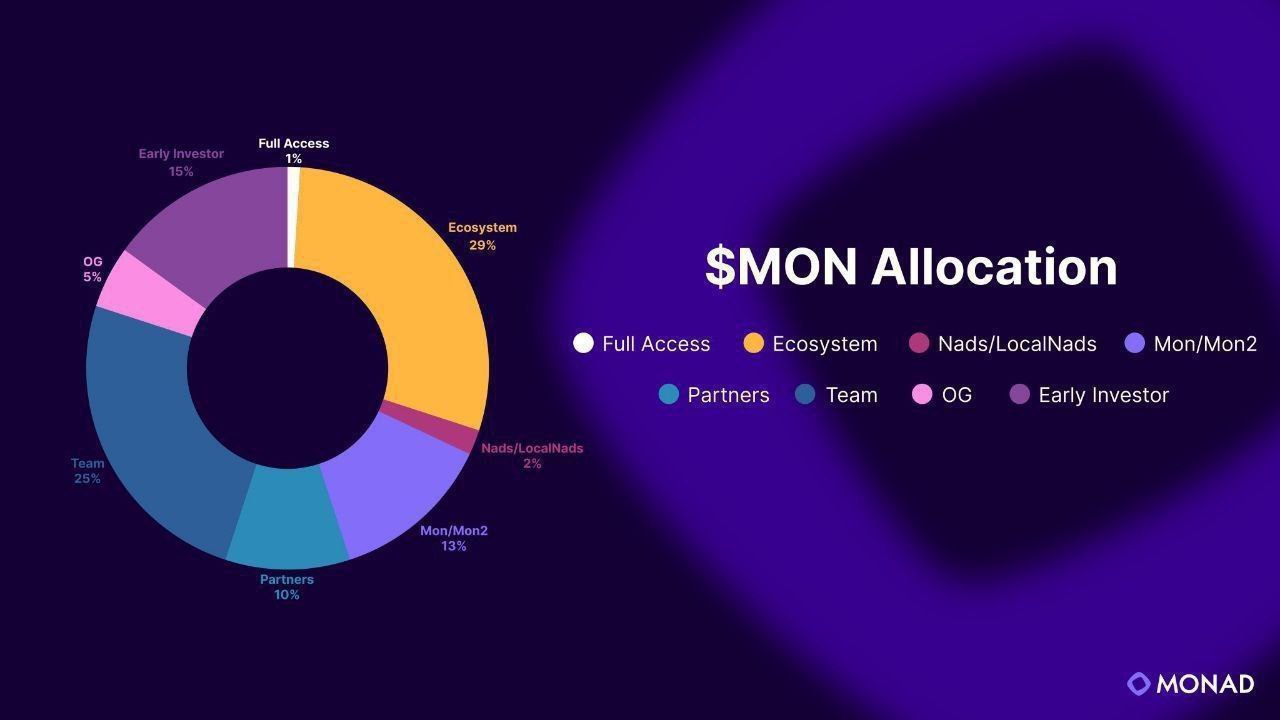 Full Access
1%
Early Investor
15%
Ecosystem
29%
OG
5%
Nads/LocalNads
2%
Team
25%
Mon/Mon2
13%
Partners
10%
$MON Allocation
Full Access Ecosystem Nads/LocalNads Mon/Mon2
Partners Team OG Early Investor
MONAD